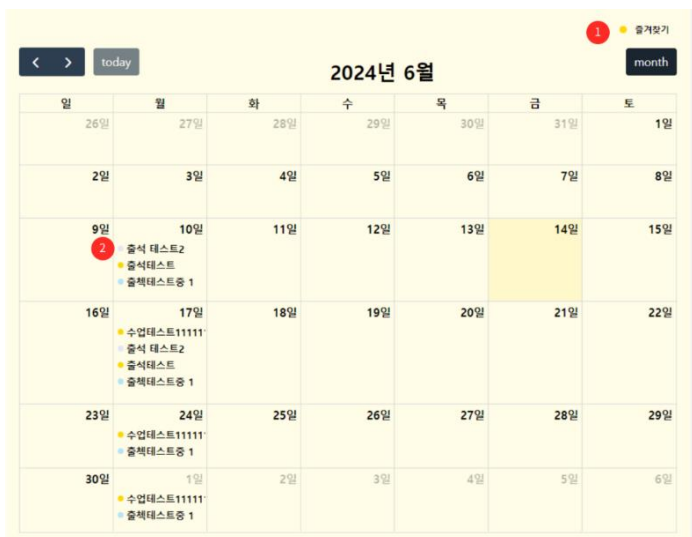 1 즐겨찾기
today
2024년 6월
month
일 월 화 수 목 금 토
26일 27일 28일 29일 30일 31일 1일
2일 3일 4일 5일 6일 7일 8일
9일 10일 11일 12일 13일 14일 15일
2 출석 테스트2
출석테스트
출첵테스트중 1
16일 17일 18일 19일 20일 21일 22일
수업테스트11111
출석 테스트2
출석테스트
출첵테스트중 1
23일 24일 25일 26일 27일 28일 29일
수업테스트11111
출첵테스트중 1
30일 1일 2일 3일 4일 5일 6일
수업테스트11111
출첵테스트중 1